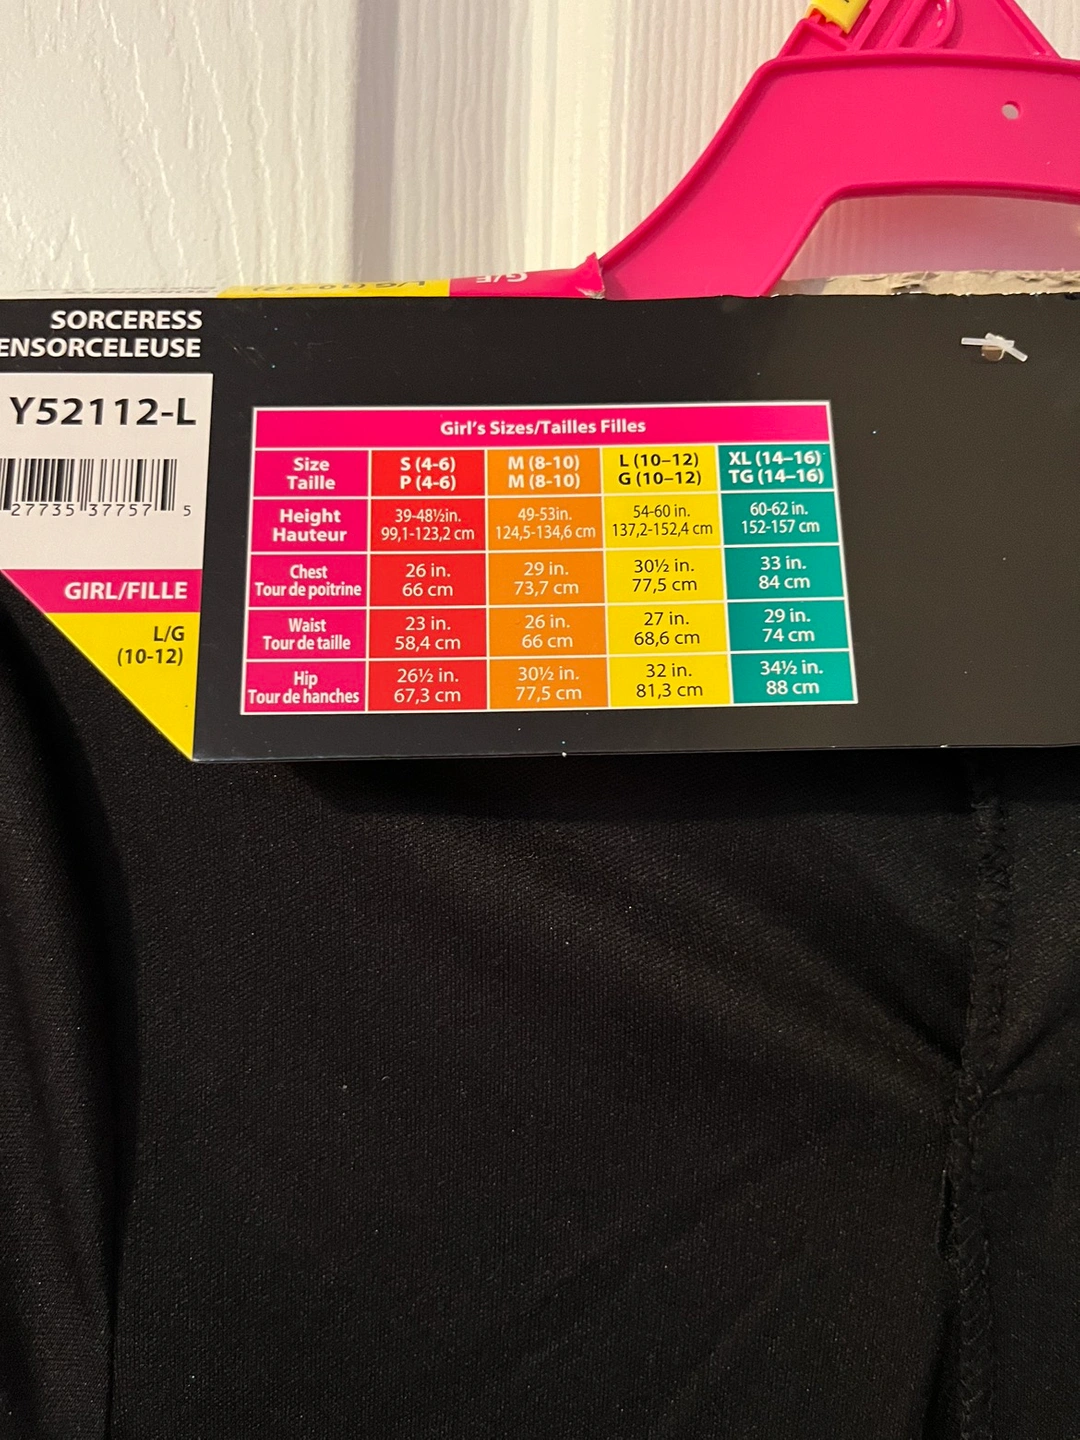 L/G (10-12)
G/F
SORCERESS
ENSORCELEUSE
Y52112-L
27735 37757 5
GIRL/FILLE
L/G
(10-12)
Girl's Sizes/Tailles Filles
Size S (4-6) M (8-10) L (10–12) XL (14–16)
Taille P (4-6) M (8-10) G (10–12) TG (14–16)
Height 39-48½in. 49-53in. 54-60 in. 60-62 in.
Hauteur 99,1-123,2 cm 124,5-134,6 cm 137,2-152,4 cm 152-157 cm
Chest 26 in. 29 in. 30½ in. 33 in.
Tour de poitrine 66 cm 73,7 cm 77,5 cm 84 cm
Waist 23 in. 26 in. 27 in. 29 in.
Tour de taille 58,4 cm 66 cm 68,6 cm 74 cm
Hip 26½ in. 30½ in. 32 in. 34½ in.
Tour de hanches 67,3 cm 77,5 cm 81,3 cm 88 cm